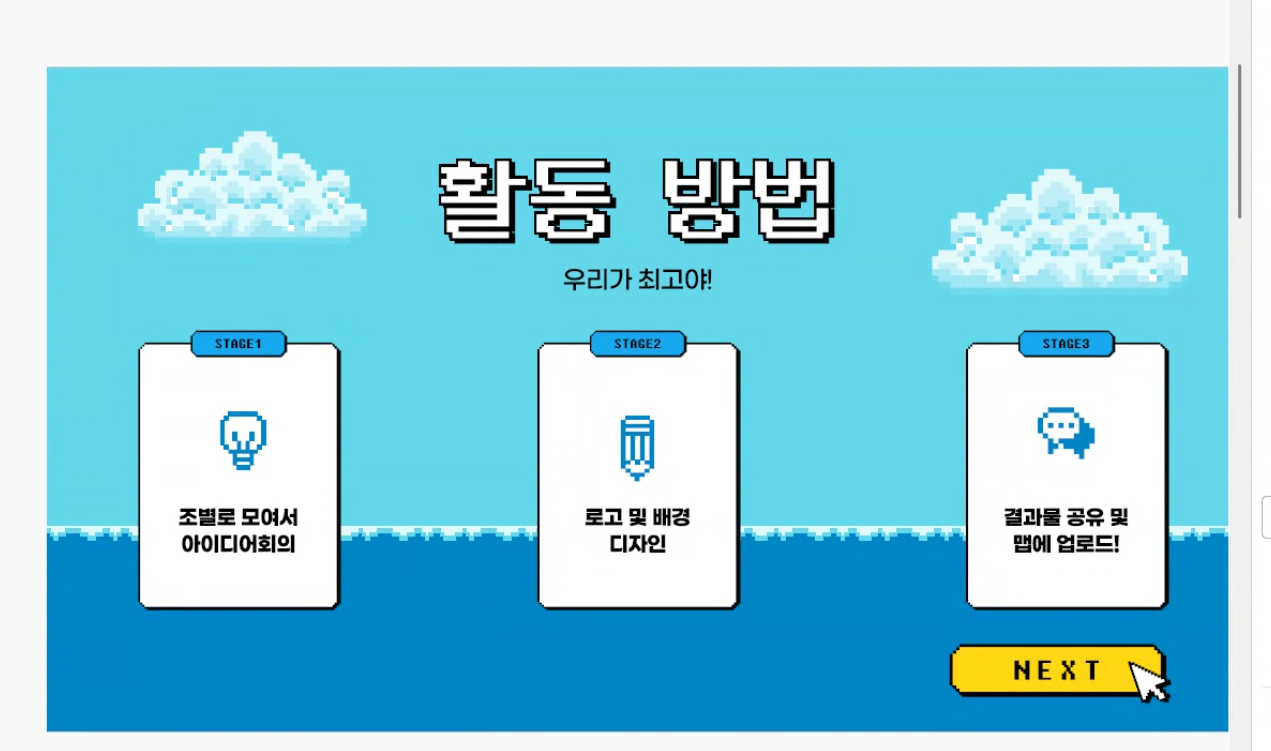 활동 방법
우리가 최고야!
STAGE1
조별로 모여서
아이디어회의
STAGE2
로고 및 배경
디자인
STAGE3
결과물 공유 및
맵에 업로드!
NEXT